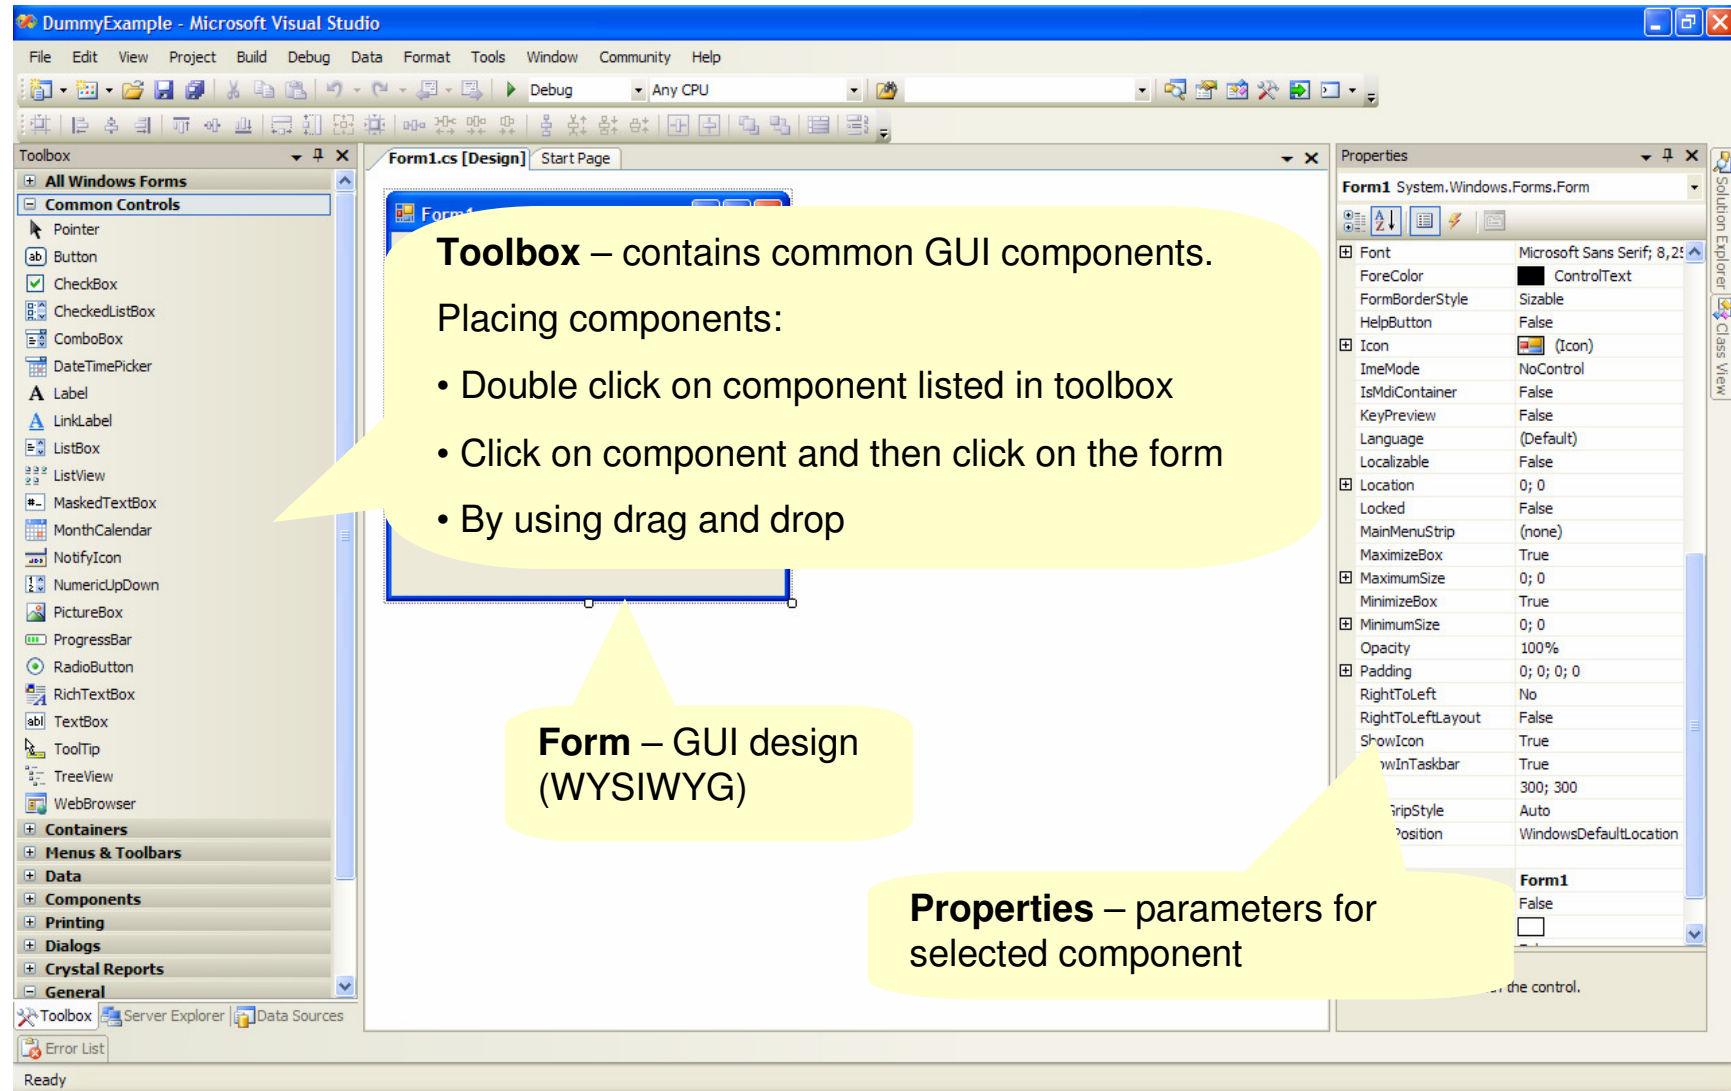 DummyExample - Microsoft Visual Studio
File Edit View Project Build Debug Data Format Tools Window Community Help
Debug Any CPU
Toolbox
All Windows Forms
Common Controls
Pointer
Button
CheckBox
CheckedListBox
ComboBox
DateTimePicker
Label
LinkLabel
ListBox
ListView
MaskedTextBox
MonthCalendar
NotifyIcon
NumericUpDown
PictureBox
ProgressBar
RadioButton
RichTextBox
TextBox
ToolTip
TreeView
WebBrowser
Containers
Menus & Toolbars
Data
Components
Printing
Dialogs
Crystal Reports
General
Toolbox Server Explorer Data Sources
Error List
Ready
Form1.cs [Design] Start Page
Toolbox – contains common GUI components.
Placing components:
• Double click on component listed in toolbox
• Click on component and then click on the form
• By using drag and drop
Form – GUI design
(WYSIWYG)
Properties – parameters for
selected component
Properties
Form1 System.Windows.Forms.Form
Font Microsoft Sans Serif; 8,25
ForeColor ControlText
FormBorderStyle Sizable
HelpButton False
Icon (Icon)
ImeMode NoControl
IsMdiContainer False
KeyPreview False
Language (Default)
Localizable False
Location 0; 0
Locked False
MainMenuStrip (none)
MaximizeBox True
MaximumSize 0; 0
MinimizeBox True
MinimumSize 0; 0
Opacity 100%
Padding 0; 0; 0; 0
RightToLeft No
RightToLeftLayout False
ShowIcon True
wInTaskbar True
300; 300
GripStyle Auto
Position WindowsDefaultLocation
Form1
False
the control.
Solution Explorer
Class View